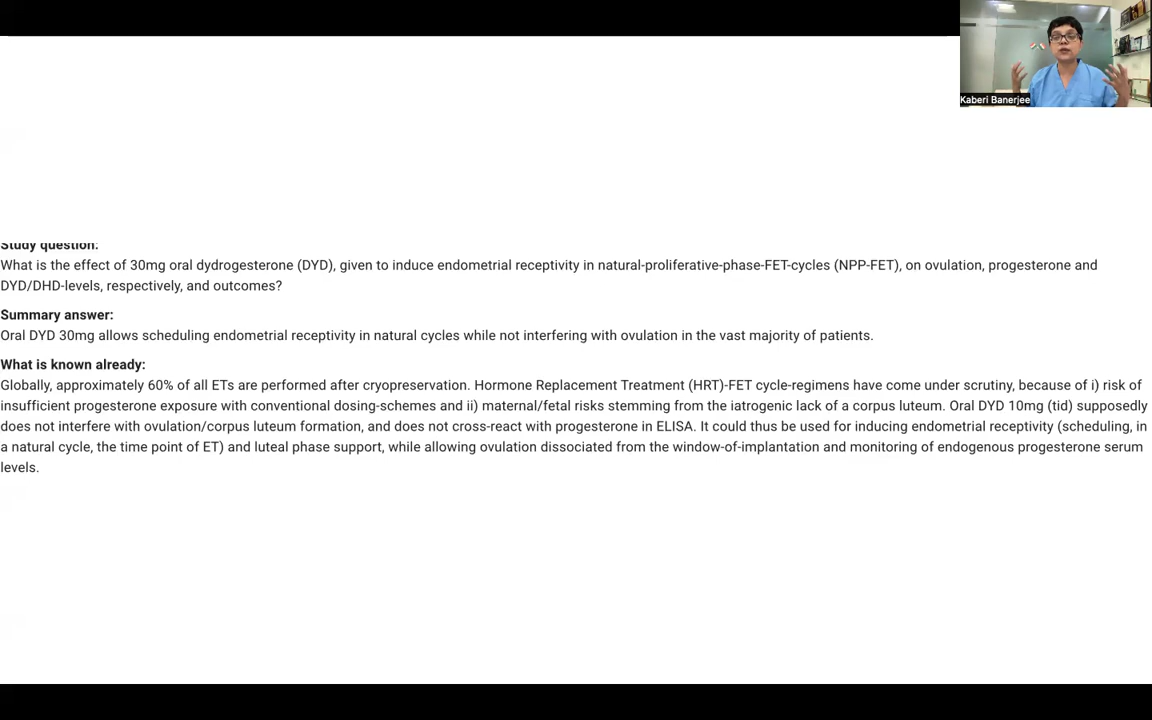 Kaberi Banerjee
Study question:
What is the effect of 30mg oral dydrogesterone (DYD), given to induce endometrial receptivity in natural-proliferative-phase-FET-cycles (NPP-FET), on ovulation, progesterone and
DYD/DHD-levels, respectively, and outcomes?
Summary answer:
Oral DYD 30mg allows scheduling endometrial receptivity in natural cycles while not interfering with ovulation in the vast majority of patients.
What is known already:
Globally, approximately 60% of all ETs are performed after cryopreservation. Hormone Replacement Treatment (HRT)-FET cycle-regimens have come under scrutiny, because of i) risk of
insufficient progesterone exposure with conventional dosing-schemes and ii) maternal/fetal risks stemming from the iatrogenic lack of a corpus luteum. Oral DYD 10mg (tid) supposedly
does not interfere with ovulation/corpus luteum formation, and does not cross-react with progesterone in ELISA. It could thus be used for inducing endometrial receptivity (scheduling, in
a natural cycle, the time point of ET) and luteal phase support, while allowing ovulation dissociated from the window-of-implantation and monitoring of endogenous progesterone serum
levels.